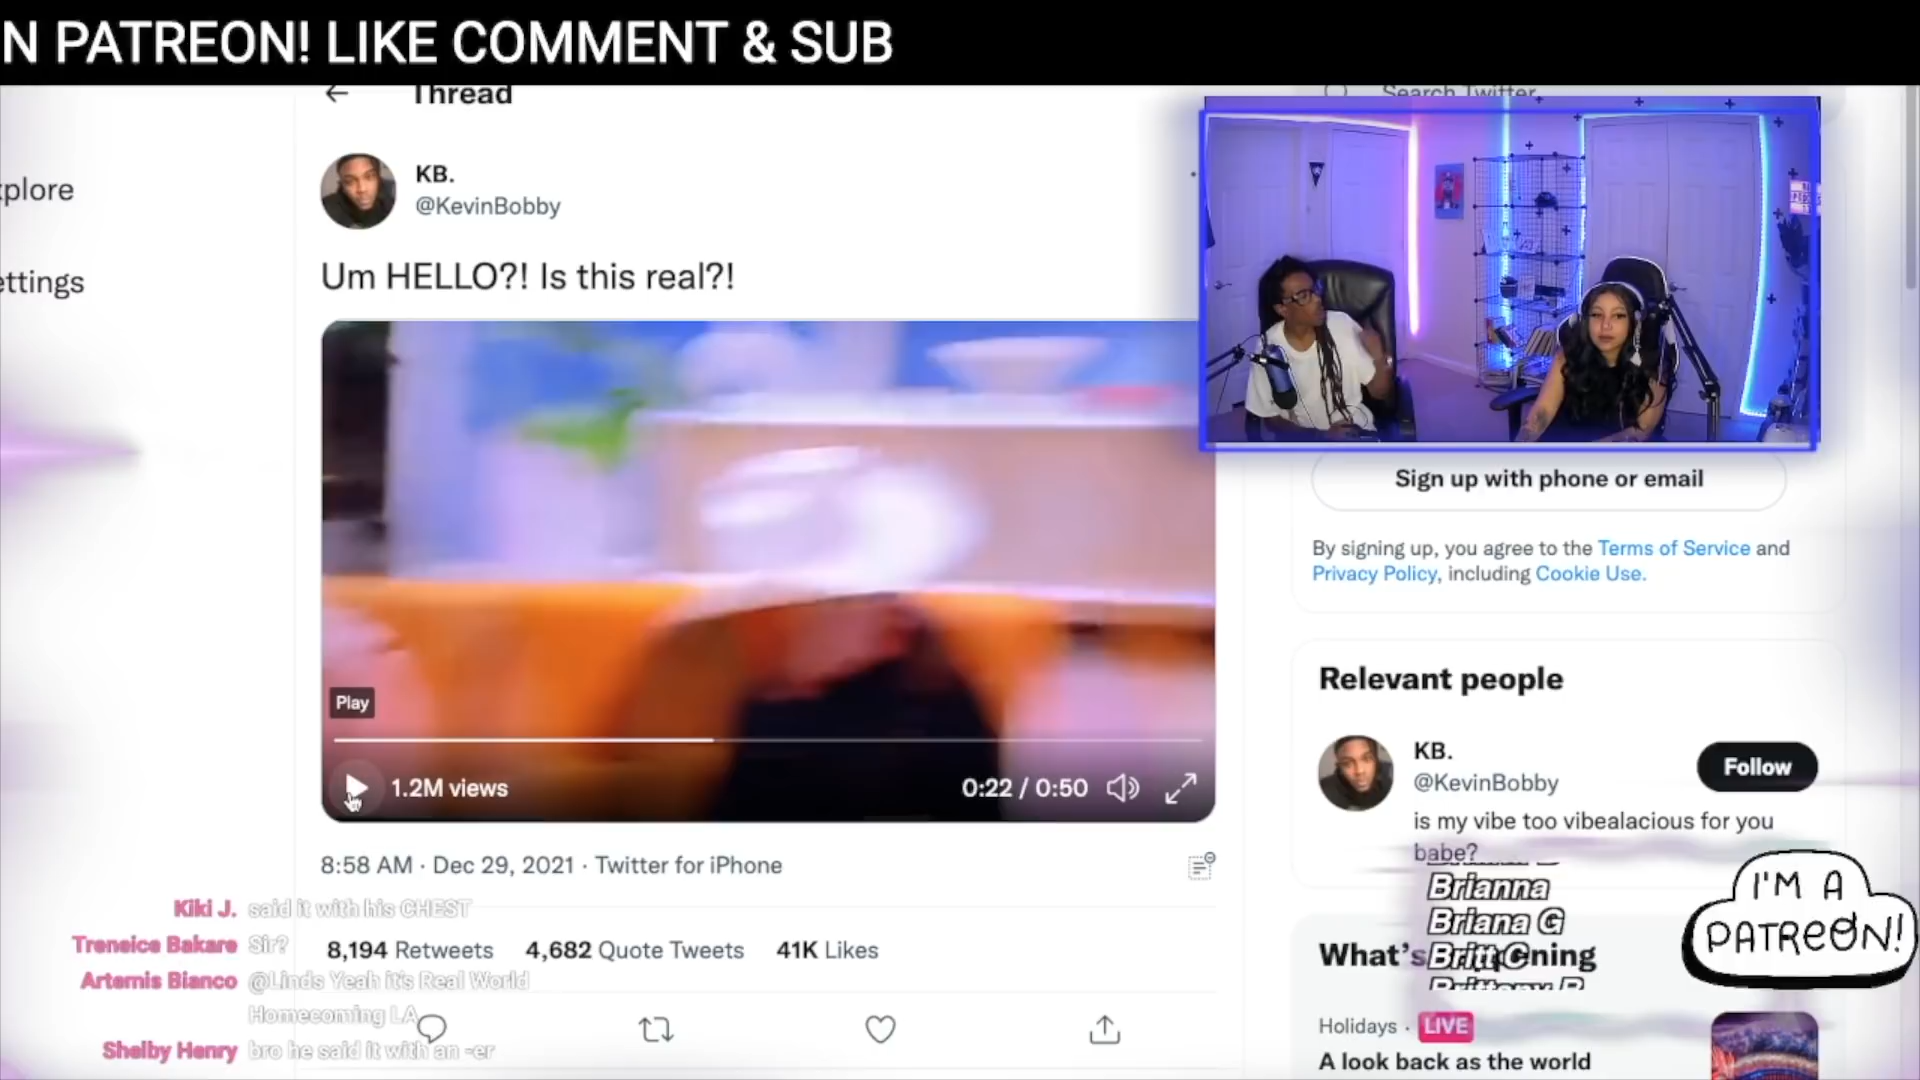 N PATREON! LIKE COMMENT & SUB
Thread
Search Twitter
xplore
ettings
KB.
@KevinBobby
Um HELLO?! Is this real?!
Play
1.2M views
0:22 / 0:50
8:58 AM · Dec 29, 2021 · Twitter for iPhone
8,194 Retweets 4,682 Quote Tweets 41K Likes
Kiki J. said it with his CHEST
Treneice Bakare Sir?
Artemis Bianco @Linds Yeah it's Real World
Homecoming LA
Shelby Henry bro he said it with an -er
Sign up with phone or email
By signing up, you agree to the Terms of Service and
Privacy Policy, including Cookie Use.
Relevant people
KB.
@KevinBobby
Follow
is my vibe too vibealacious for you
babe?
Brianna
Briana G
Britt C
Brittany B
What's
ning
I'M A
PATREON!
Holidays · LIVE
A look back as the world